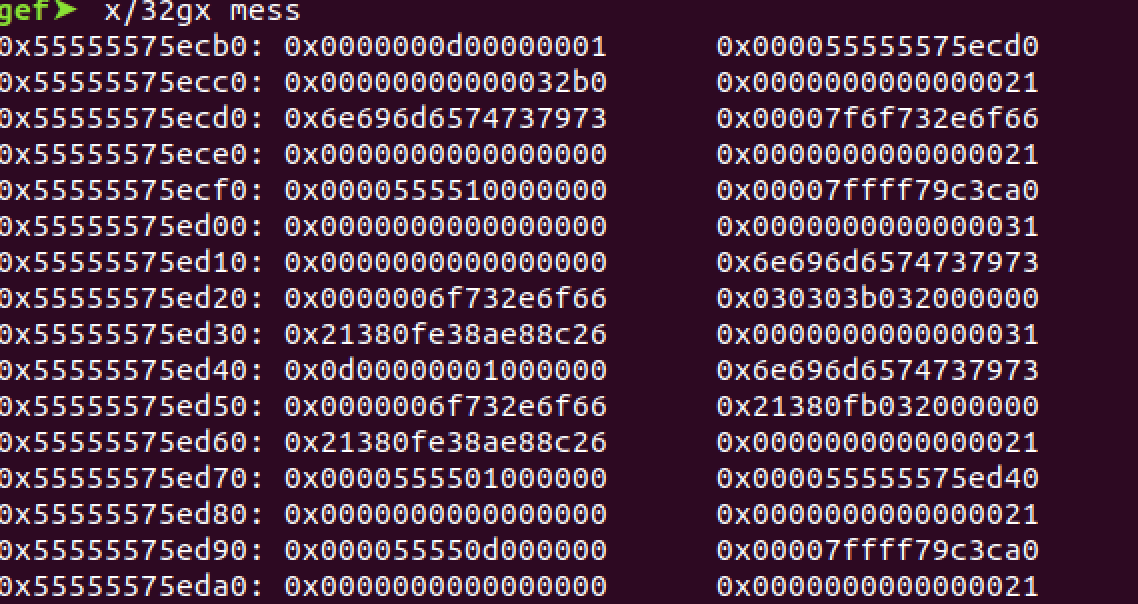 gef➤  x/32gx mess
0x55555575ecb0: 0x0000000d00000001 0x000055555575ecd0
0x55555575ecc0: 0x00000000000032b0 0x0000000000000021
0x55555575ecd0: 0x6e696d6574737973 0x00007f6f732e6f66
0x55555575ece0: 0x0000000000000000 0x0000000000000021
0x55555575ecf0: 0x0000555510000000 0x00007ffff79c3ca0
0x55555575ed00: 0x0000000000000000 0x0000000000000031
0x55555575ed10: 0x0000000000000000 0x6e696d6574737973
0x55555575ed20: 0x0000006f732e6f66 0x030303b032000000
0x55555575ed30: 0x21380fe38ae88c26 0x0000000000000031
0x55555575ed40: 0x0d00000001000000 0x6e696d6574737973
0x55555575ed50: 0x0000006f732e6f66 0x21380fb032000000
0x55555575ed60: 0x21380fe38ae88c26 0x0000000000000021
0x55555575ed70: 0x0000555501000000 0x000055555575ed40
0x55555575ed80: 0x0000000000000000 0x0000000000000021
0x55555575ed90: 0x000055550d000000 0x00007ffff79c3ca0
0x55555575eda0: 0x0000000000000000 0x0000000000000021